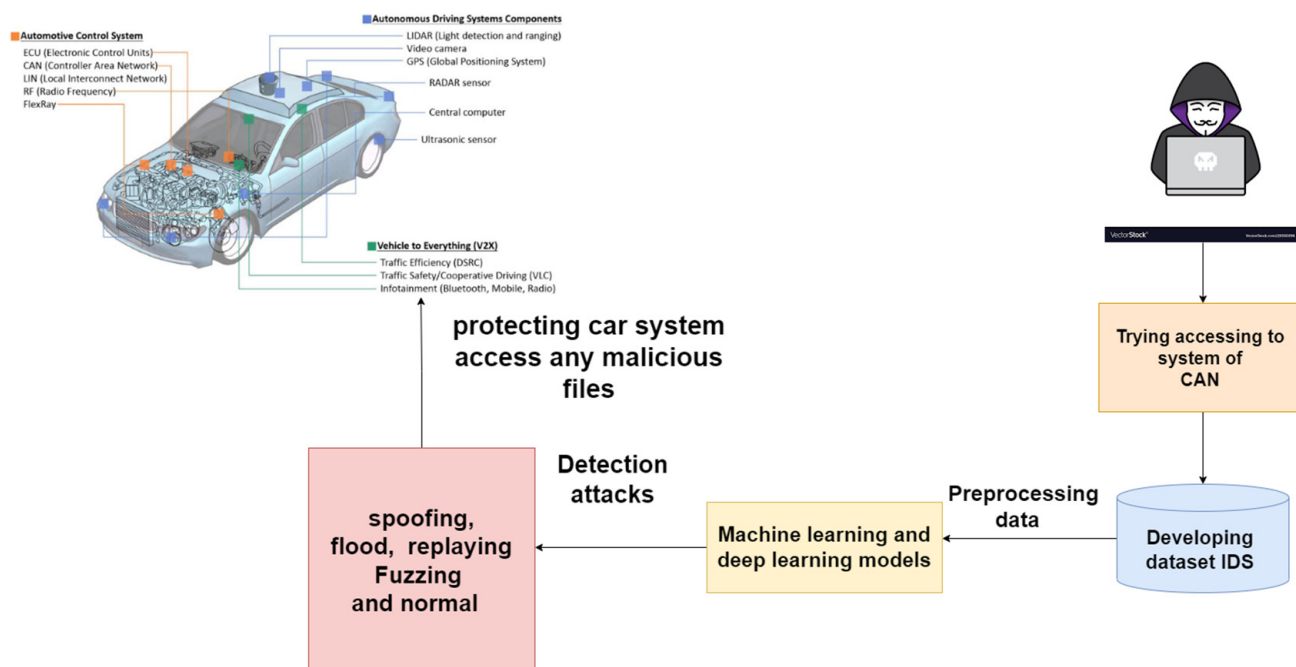 Autonomous Driving Systems Components
LIDAR (Light detection and ranging)
Video camera
GPS (Global Positioning System)
RADAR sensor
Central computer
Ultrasonic sensor
Automotive Control System
ECU (Electronic Control Units)
CAN (Controller Area Network)
LIN (Local Interconnect Network)
RF (Radio Frequency)
FlexRay
Vehicle to Everything (V2X)
Traffic Efficiency (DSRC)
Traffic Safety/Cooperative Driving (VLC)
Infotainment (Bluetooth, Mobile, Radio)
VectorStock®
Trying accessing to
system of
CAN
Developing
dataset IDS
Preprocessing
data
Machine learning and
deep learning models
Detection
attacks
spoofing,
flood, replaying
Fuzzing
and normal
protecting car system
access any malicious
files